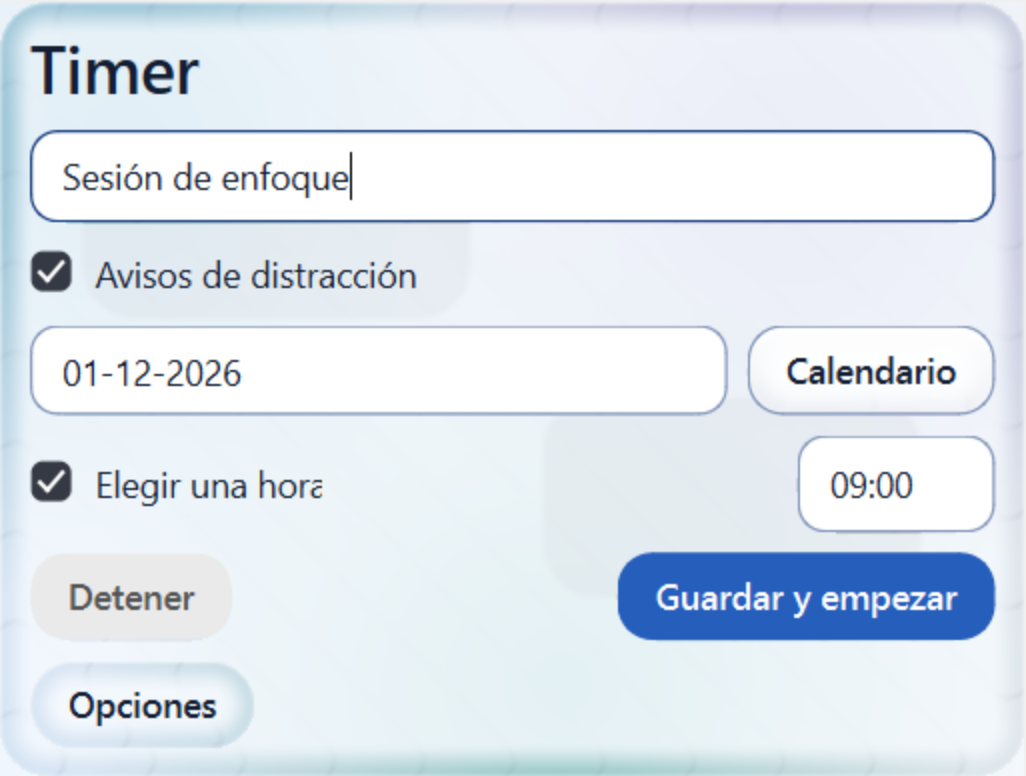 Timer
Sesión de enfoque
Avisos de distracción
01-12-2026 Calendario
Elegir una hora 09:00
Detener Guardar y empezar
Opciones